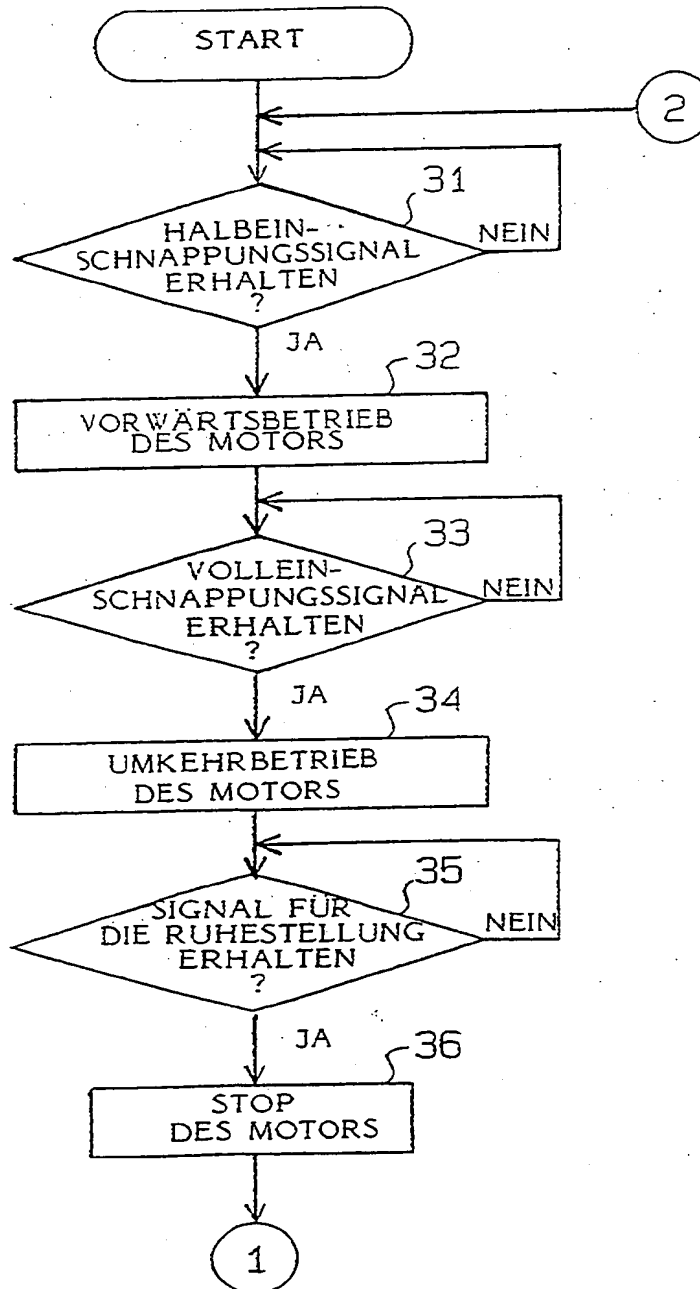 START
2
31
HALBEIN-
SCHNAPPUNGSSIGNAL
ERHALTEN
?
NEIN
JA
32
VORWÄRTSBETRIEB
DES MOTORS
33
VOLLEIN-
SCHNAPPUNGSSIGNAL
ERHALTEN
?
NEIN
JA
34
UMKEHRBETRIEB
DES MOTORS
35
SIGNAL FÜR
DIE RUHESTELLUNG
ERHALTEN
?
NEIN
JA
36
STOP
DES MOTORS
1